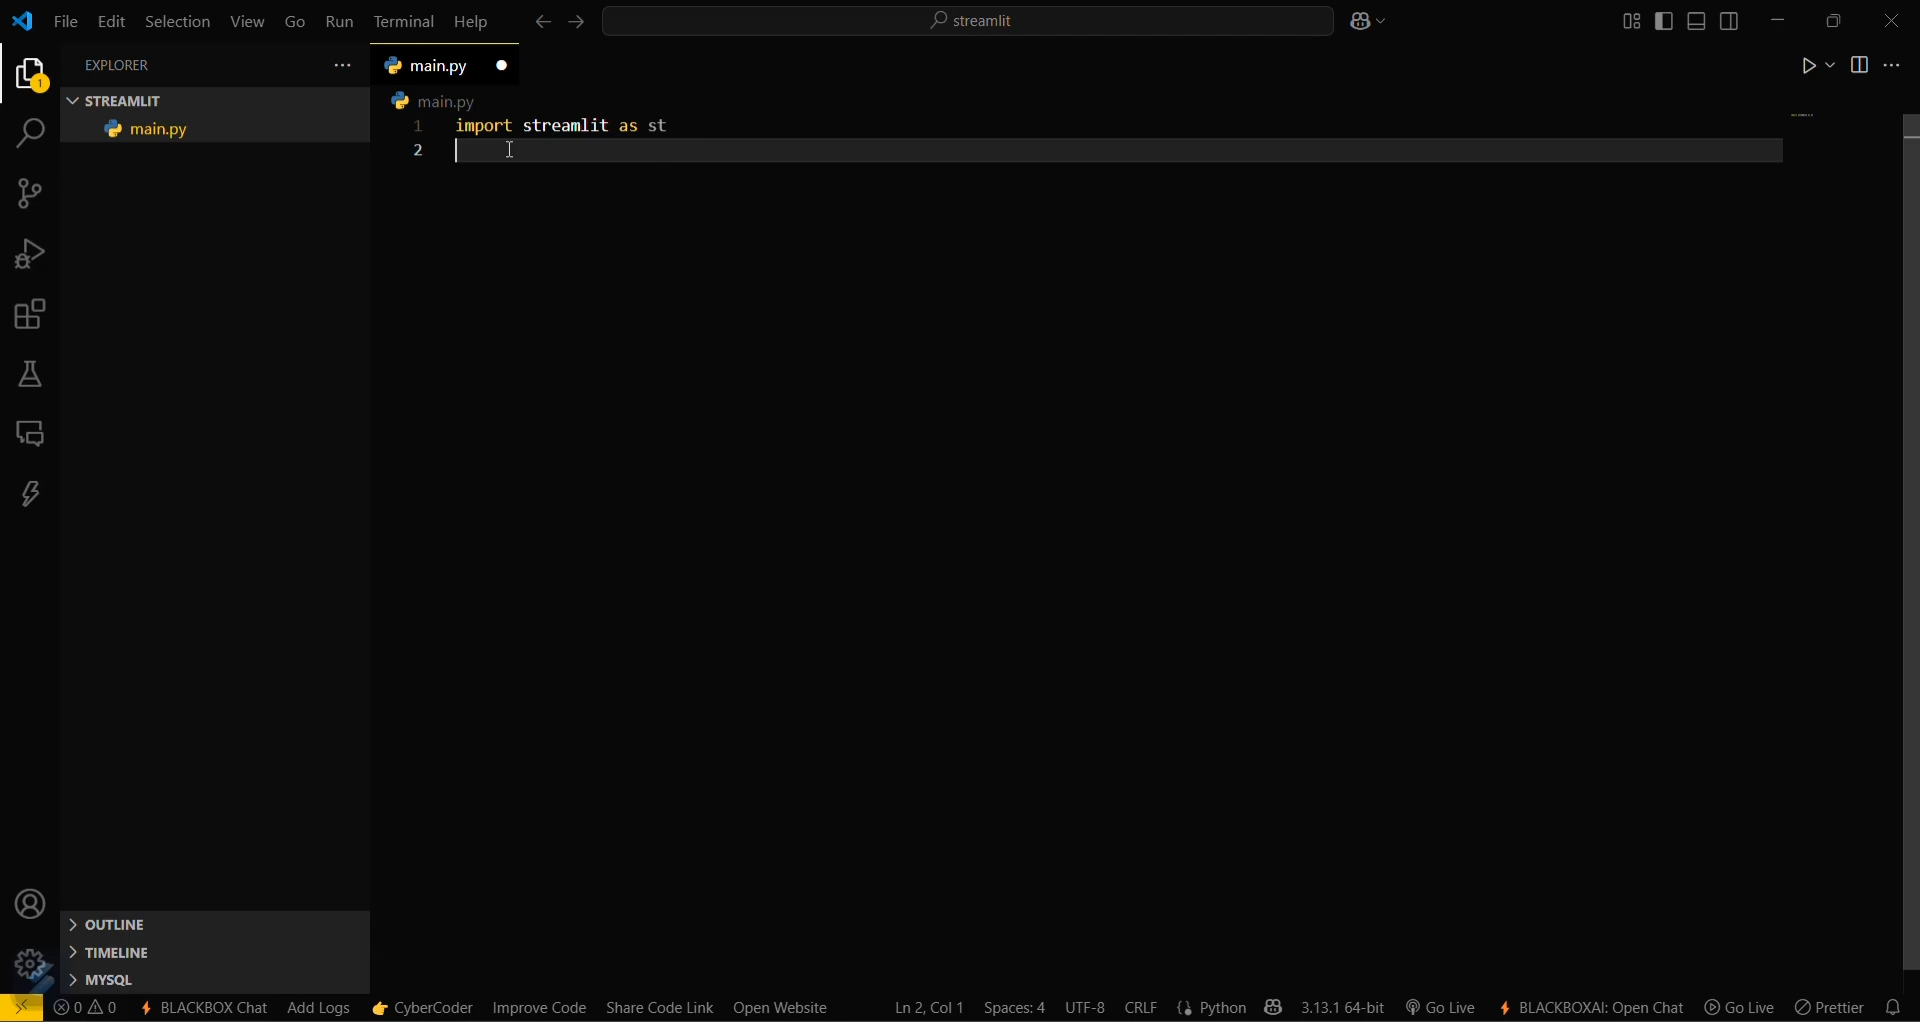 File Edit Selection View Go Run Terminal Help streamlit
EXPLORER main.py
1
STREAMLIT main.py
main.py
1 import streamlit as st
2
OUTLINE
TIMELINE
MYSQL
0 0 BLACKBOX Chat Add Logs CyberCoder Improve Code Share Code Link Open Website Ln 2, Col 1 Spaces: 4 UTF-8 CRLF {} Python 3.13.1 64-bit Go Live BLACKBOXAI: Open Chat Go Live Prettier